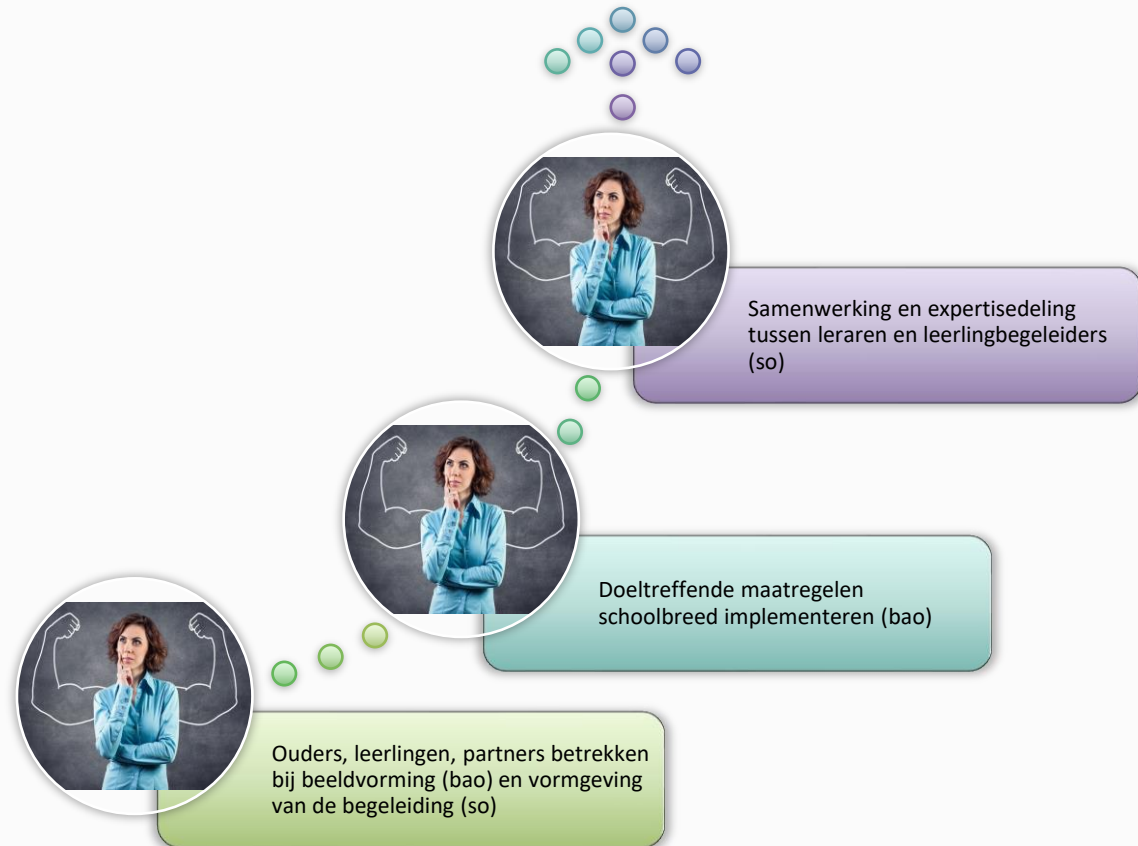 Samenwerking en expertisedeling
tussen leraren en leerlingbegeleiders
(so)
Doeltreffende maatregelen
schoolbreed implementeren (bao)
Ouders, leerlingen, partners betrekken
bij beeldvorming (bao) en vormgeving
van de begeleiding (so)